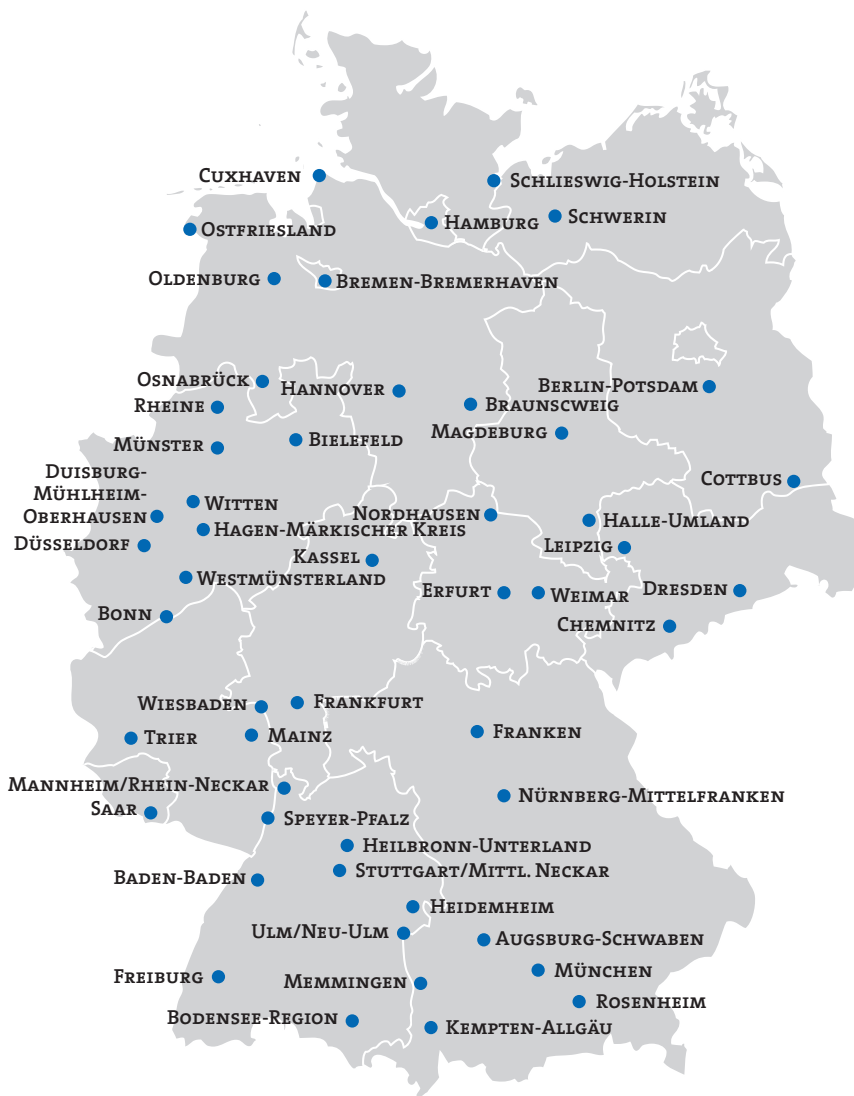 Cuxhaven
Schlieswig-Holstein
Schwerin
Hamburg
Ostfriesland
Oldenburg
Bremen-Bremerhaven
Osnabrück
Hannover
Berlin-Potsdam
Rheine
Braunscweig
Magdeburg
Bielefeld
Münster
Duisburg-
Mühlheim-
Oberhausen
Cottbus
Witten
Nordhausen
Halle-Umland
Hagen-Märkischer Kreis
Düsseldorf
Leipzig
Kassel
Westmünsterland
Erfurt
Weimar
Dresden
Bonn
Chemnitz
Wiesbaden
Frankfurt
Trier
Mainz
Franken
Mannheim/Rhein-Neckar
Nürnberg-Mittelfranken
Saar
Speyer-Pfalz
Heilbronn-Unterland
Stuttgart/Mittl. Neckar
Baden-Baden
Heidemheim
Ulm/Neu-Ulm
Augsburg-Schwaben
Freiburg
Memmingen
München
Rosenheim
Bodensee-Region
Kempten-Allgäu